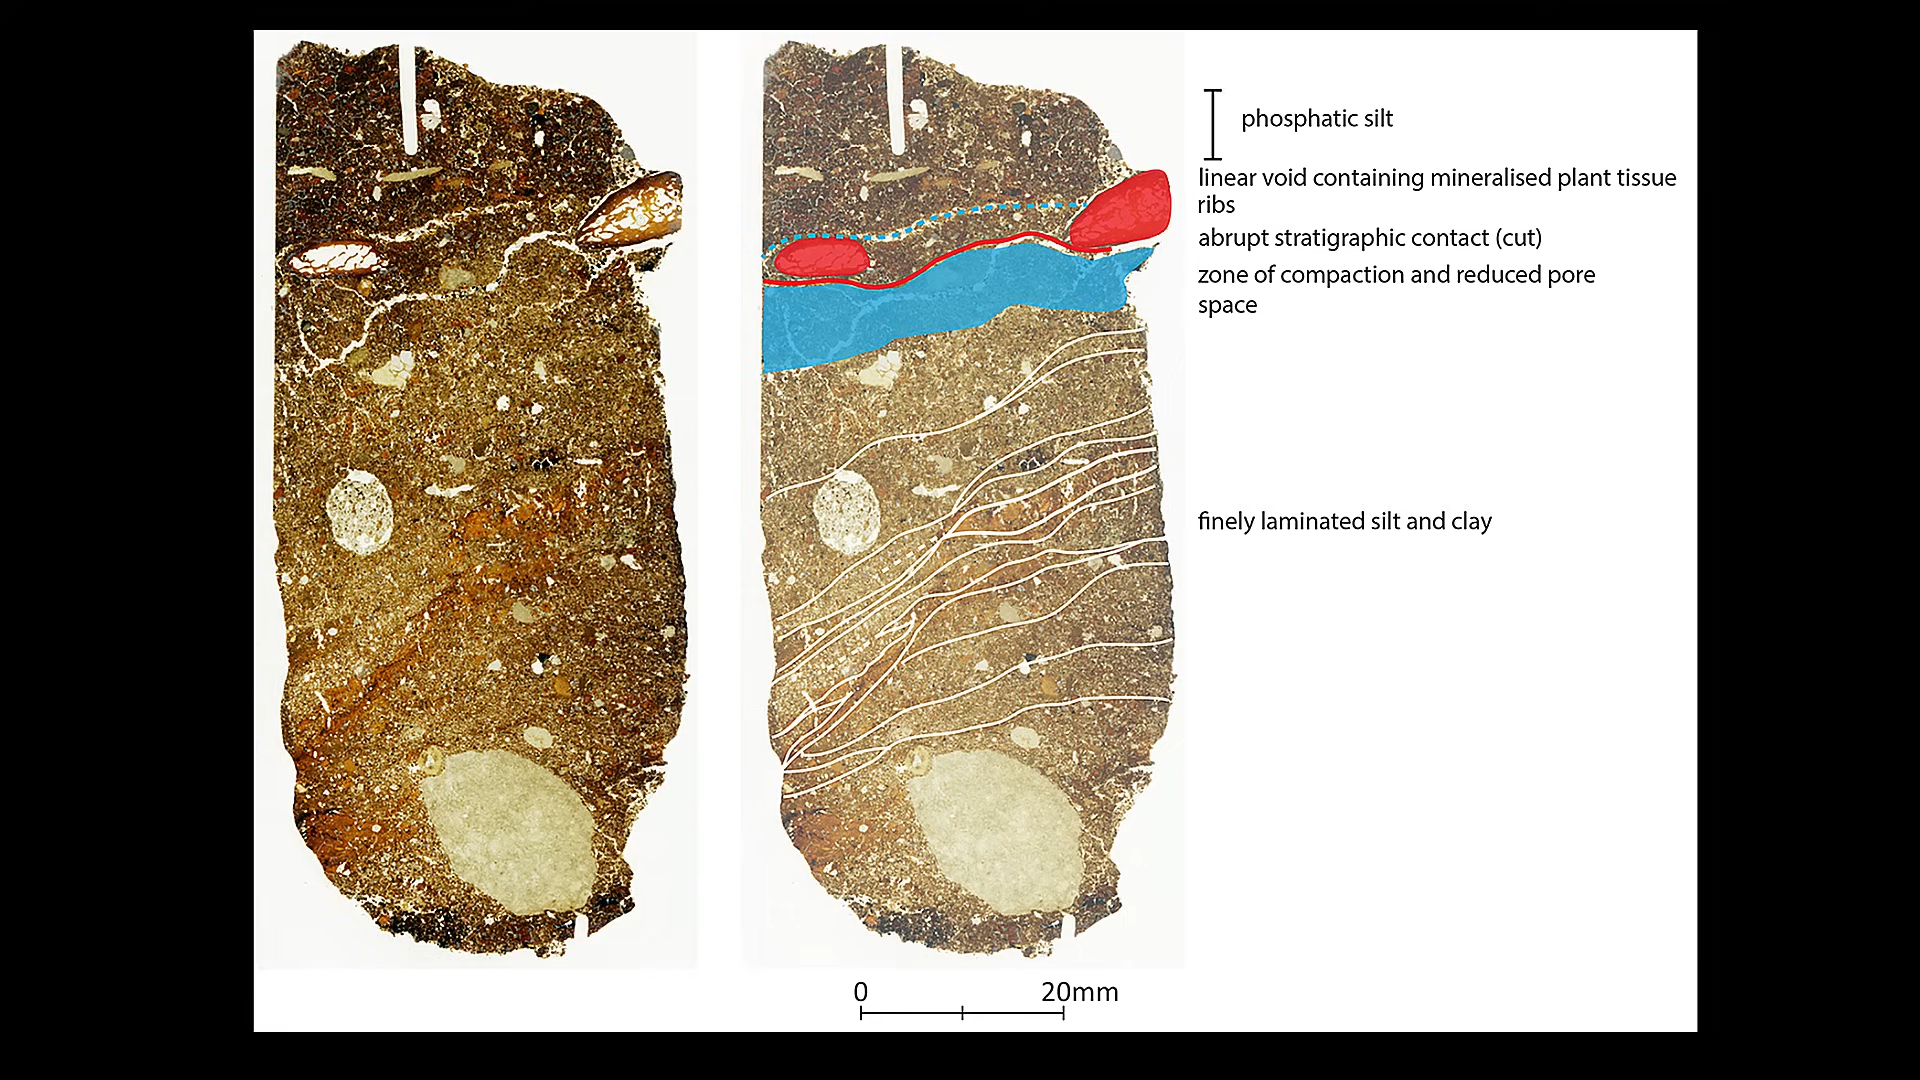 phosphatic silt
linear void containing mineralised plant tissue
ribs
abrupt stratigraphic contact (cut)
zone of compaction and reduced pore
space
finely laminated silt and clay
0 20mm